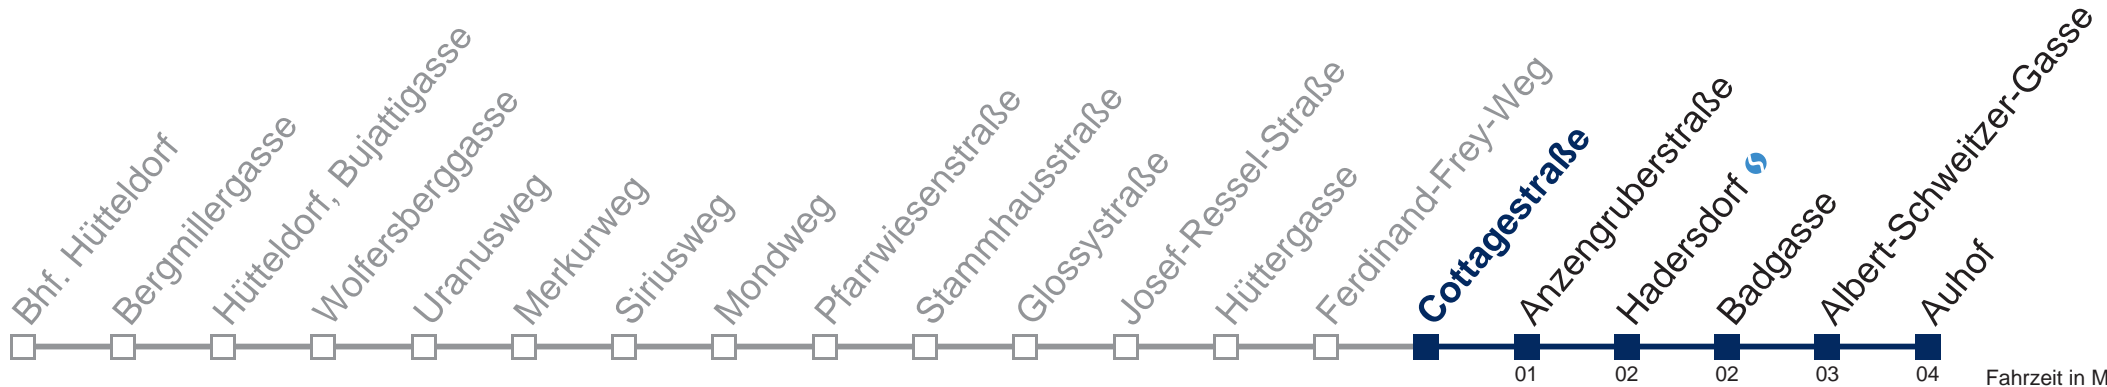 Bhf. Hütteldorf
Bergmillergasse
Hütteldorf, Bujattigasse
Wolfersberggasse
Uranusweg
Merkurweg
Siriusweg
Mondweg
Pfarrwiesenstraße
Stammhausstraße
Glossystraße
Josef-Ressel-Straße
Hüttergasse
Ferdinand-Frey-Weg
Cottagestraße
Anzengruberstraße
Hadersdorf
Badgasse
Albert-Schweitzer-Gasse
Auhof
01 02 02 03 04 Fahrzeit in M